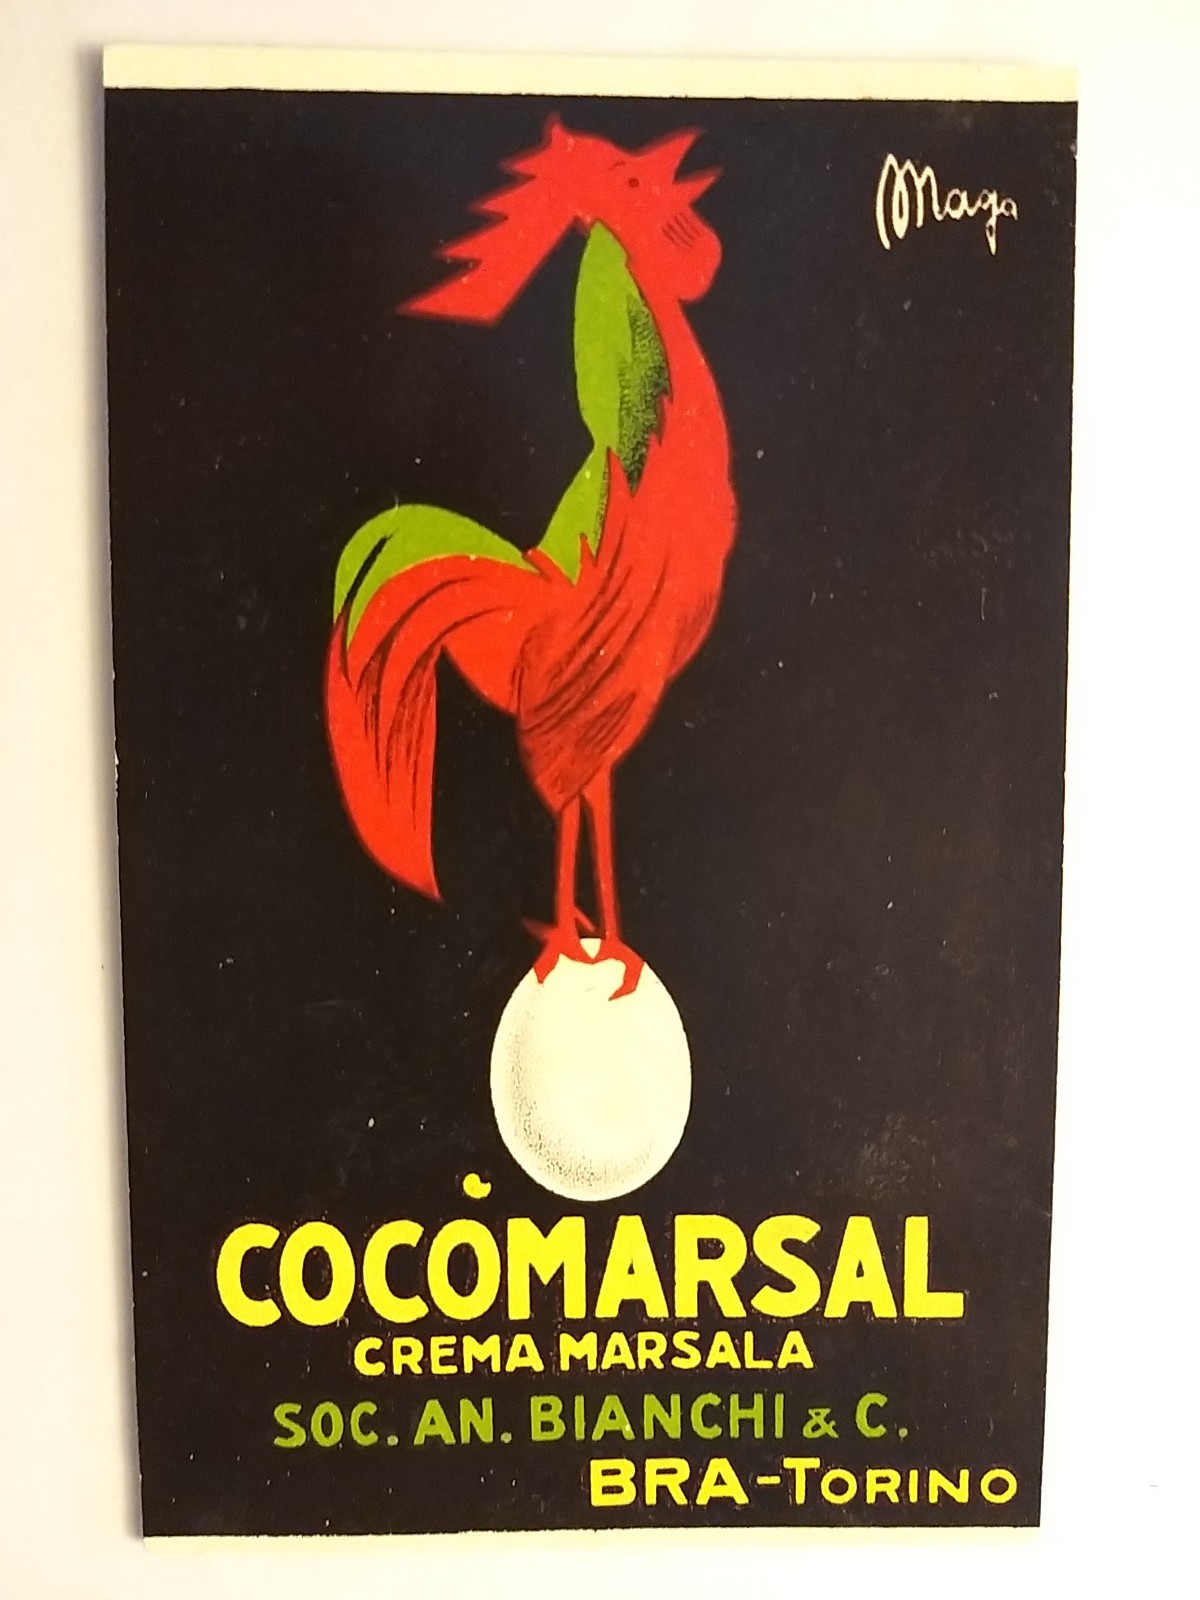 Maga
COCÒMARSAL
CREMA MARSALA
SOC. AN. BIANCHI & C.
BRA-TORINO